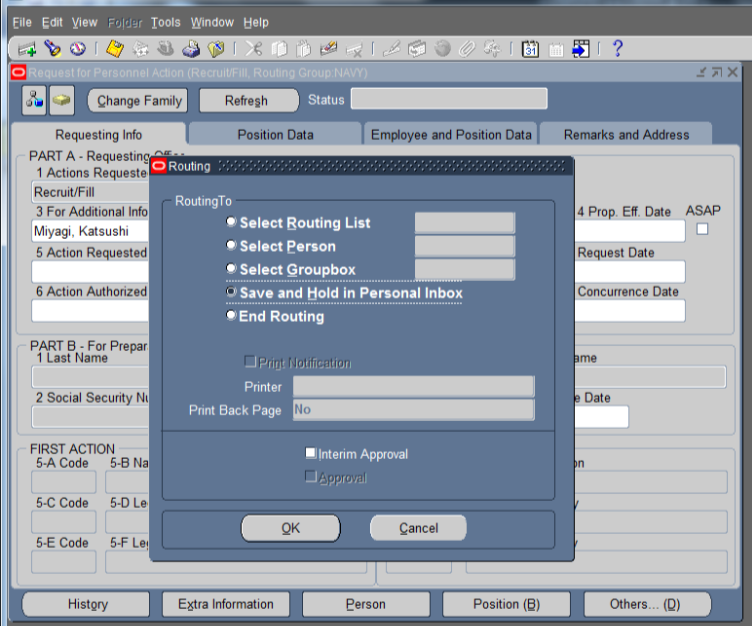 File Edit View Folder Tools Window Help
31
?
Request for Personnel Action (Recruit/Fill, Routing Group:NAVY)
Change Family Refresh Status
Requesting Info Position Data Employee and Position Data Remarks and Address
PART A - Requesting Office
1 Actions Requeste
Recruit/Fill
3 For Additional Info 4 Prop. Eff. Date ASAP
Miyagi, Katsushi
5 Action Requested Request Date
6 Action Authorized Concurrence Date
Routing
RoutingTo
Select Routing List
Select Person
Select Groupbox
Save and Hold in Personal Inbox
End Routing
Print Notification
Printer
Print Back Page No
Interim Approval
Approval
OK Cancel
PART B - For Prepar
1 Last Name ame
2 Social Security Nu e Date
FIRST ACTION
5-A Code 5-B Na on
5-C Code 5-D Le y
5-E Code 5-F Leg y
History Extra Information Person Position (B) Others... (D)